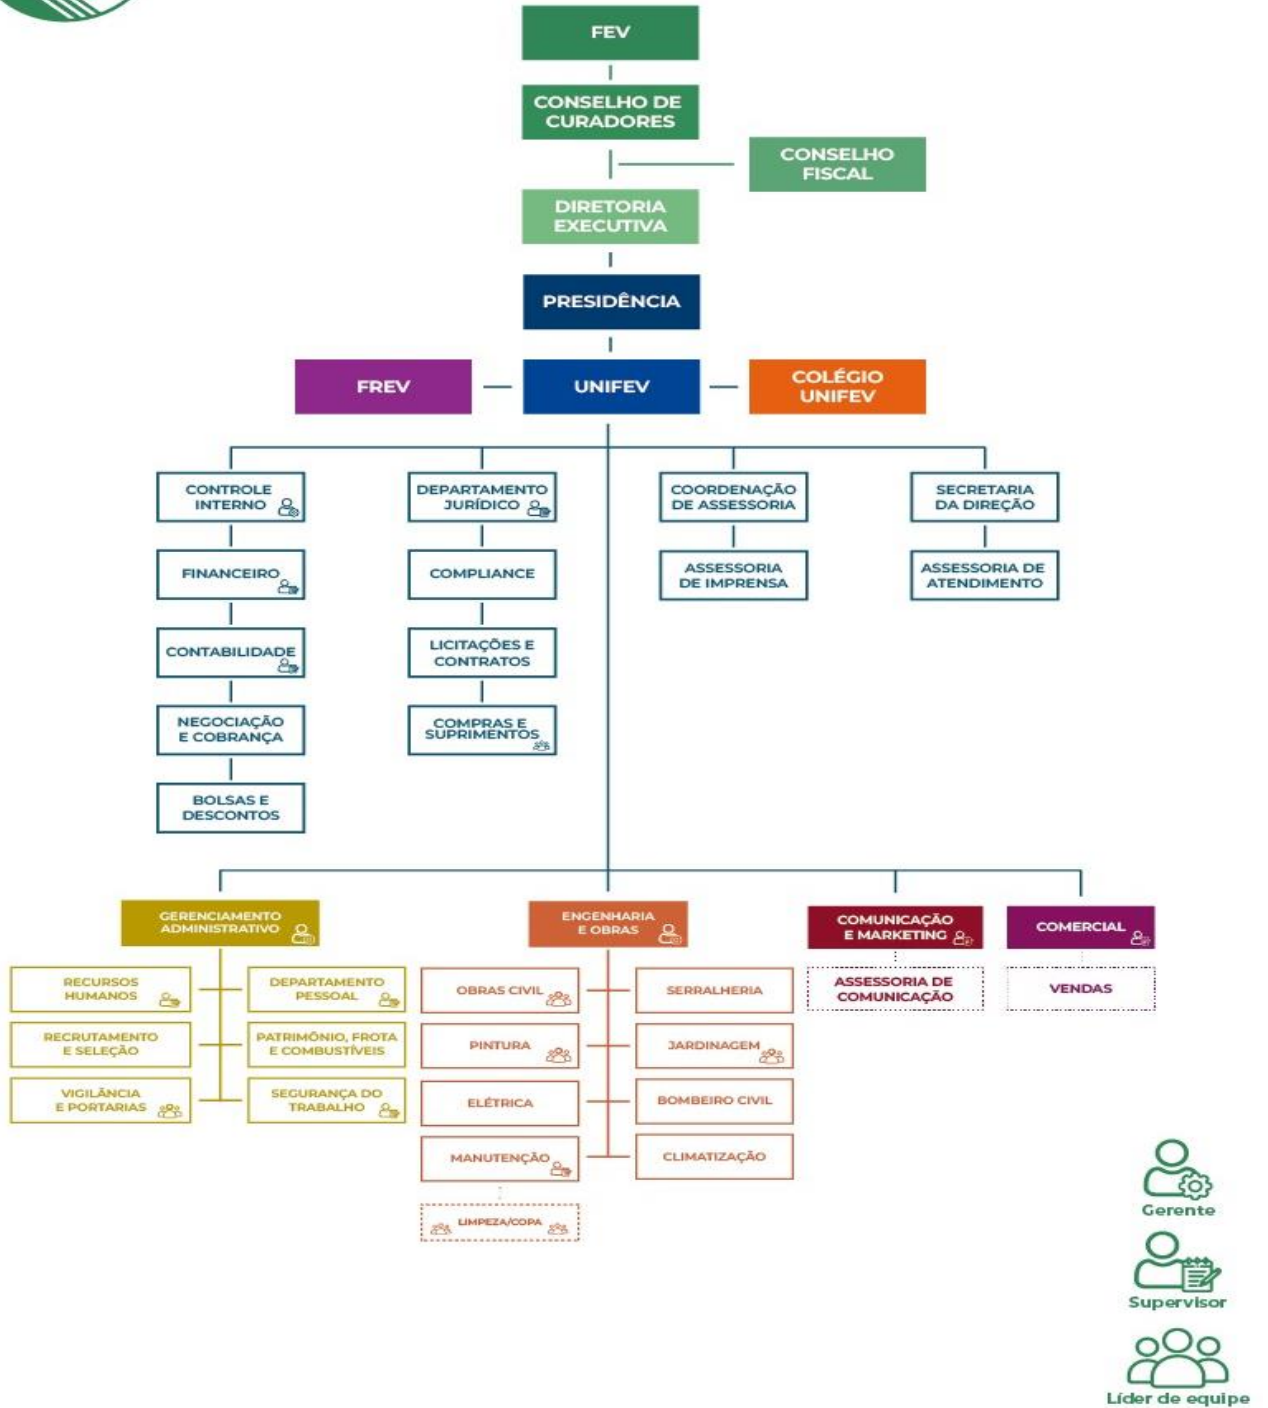 FEV
CONSELHO DE
CURADORES
CONSELHO
FISCAL
DIRETORIA
EXECUTIVA
PRESIDÊNCIA
FREV
UNIFEV
COLÉGIO
UNIFEV
CONTROLE
INTERNO
DEPARTAMENTO
JURÍDICO
COORDENAÇÃO
DE ASSESSORIA
SECRETARIA
DA DIREÇÃO
FINANCEIRO
COMPLIANCE
ASSESSORIA
DE IMPRENSA
ASSESSORIA DE
ATENDIMENTO
CONTABILIDADE
LICITAÇÕES E
CONTRATOS
NEGOCIAÇÃO
E COBRANÇA
COMPRAS E
SUPRIMENTOS
BOLSAS E
DESCONTOS
GERENCIAMENTO
ADMINISTRATIVO
ENGENHARIA
E OBRAS
COMUNICAÇÃO
E MARKETING
COMERCIAL
RECURSOS
HUMANOS
DEPARTAMENTO
PESSOAL
OBRAS CIVIL
SERRALHERIA
ASSESSORIA DE
COMUNICAÇÃO
VENDAS
RECRUTAMENTO
E SELEÇÃO
PATRIMÔNIO, FROTA
E COMBUSTÍVEIS
PINTURA
JARDINAGEM
VIGILÂNCIA
E PORTARIAS
SEGURANÇA DO
TRABALHO
ELÉTRICA
BOMBEIRO CIVIL
MANUTENÇÃO
CLIMATIZAÇÃO
LIMPEZA/COPA
Gerente
Supervisor
Líder de equipe